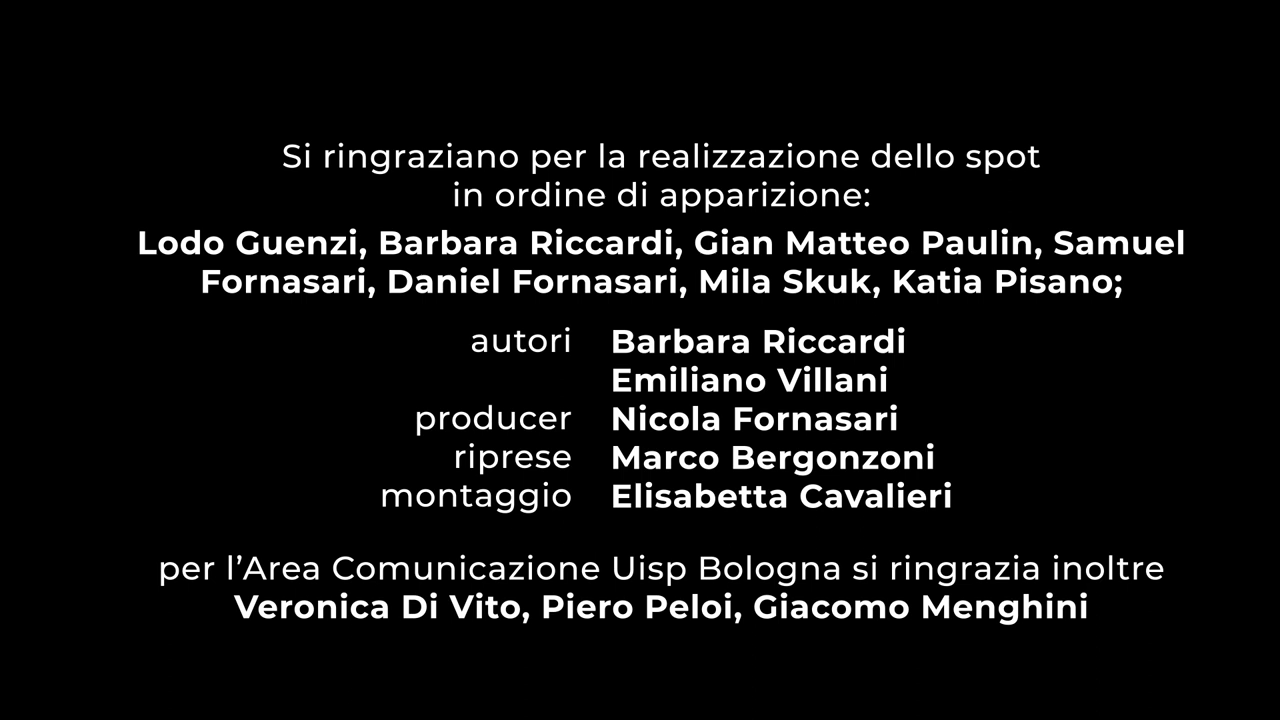 Si ringraziano per la realizzazione dello spot
in ordine di apparizione:
Lodo Guenzi, Barbara Riccardi, Gian Matteo Paulin, Samuel
Fornasari, Daniel Fornasari, Mila Skuk, Katia Pisano;
autori Barbara Riccardi
Emiliano Villani
producer Nicola Fornasari
riprese Marco Bergonzoni
montaggio Elisabetta Cavalieri
per l’Area Comunicazione Uisp Bologna si ringrazia inoltre
Veronica Di Vito, Piero Peloi, Giacomo Menghini